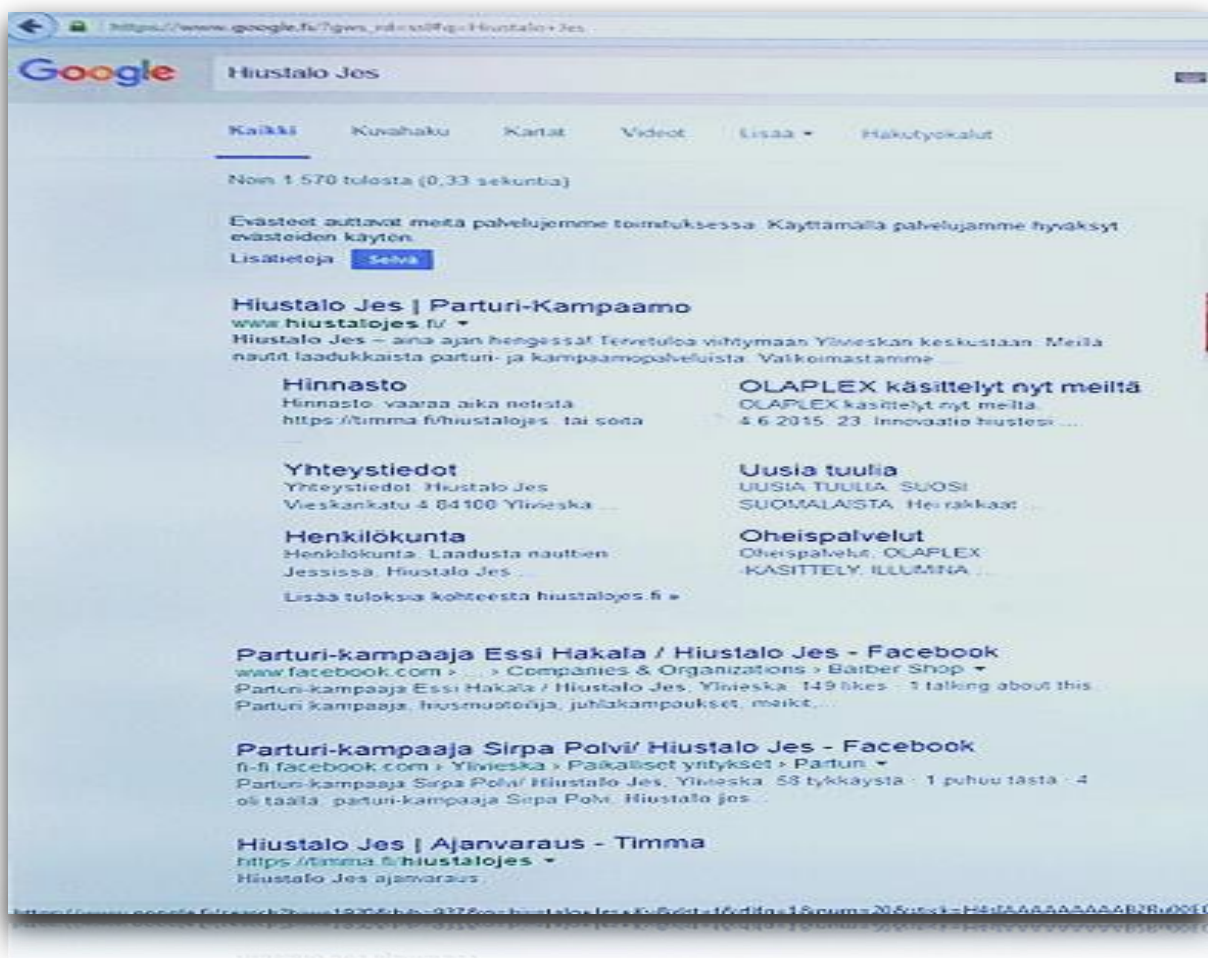 https://www.google.fi/?gws_rd=ssl#q=Hiustalo+Jes
Google
Hiustalo Jes
Kaikki Kuvahaku Kartat Videot Lisää Hakutyökalut
Noin 1 570 tulosta (0,33 sekuntia)
Evästeet auttavat meitä palvelujemme toimituksessa. Käyttämällä palvelujamme hyväksyt
evästeiden käytön.
Lisätietoja Selvä
Hiustalo Jes | Parturi-Kampaamo
www.hiustalojes.fi/
Hiustalo Jes – aina ajan hengessä! Tervetuloa viihtymään Ylivieskan keskustaan. Meillä
nautit laadukkaista parturi- ja kampaamopalveluista. Valikoimastamme ...
Hinnasto
Hinnasto. varaa aika netistä
https://timma.fi/hiustalojes. tai soita
...
OLAPLEX käsittelyt nyt meiltä
OLAPLEX käsittelyt nyt meiltä.
4.6.2015. 23. Innovaatio hiustesi ...
Yhteystiedot
Yhteystiedot. Hiustalo Jes
Vieskankatu 4 84100 Ylivieska ...
Uusia tuulia
UUSIA TUULIA. SUOSI
SUOMALAISTA. Hei rakkaat ...
Henkilökunta
Henkilökunta. Laadusta nauttien
Jessissä. Hiustalo Jes ...
Oheispalvelut
Oheispalvelut. OLAPLEX
-KÄSITTELY. ILLUMINA ...
Lisää tuloksia kohteesta hiustalojes.fi »
Parturi-kampaaja Essi Hakala / Hiustalo Jes - Facebook
www.facebook.com › ... › Companies & Organizations › Barber Shop
Parturi-kampaaja Essi Hakala / Hiustalo Jes, Ylivieska. 149 likes · 1 talking about this.
Parturi kampaaja, hiusmuotoilija, juhlakampaukset, meikit,...
Parturi-kampaaja Sirpa Polvi/ Hiustalo Jes - Facebook
fi-fi.facebook.com › Ylivieska › Paikalliset yritykset › Parturi
Parturi-kampaaja Sirpa Polvi/ Hiustalo Jes, Ylivieska. 58 tykkäystä · 1 puhuu tästä · 4
oli täällä. parturi-kampaaja Sirpa Polvi. Hiustalo jes...
Hiustalo Jes | Ajanvaraus - Timma
https://timma.fi/hiustalojes
Hiustalo Jes ajanvaraus.